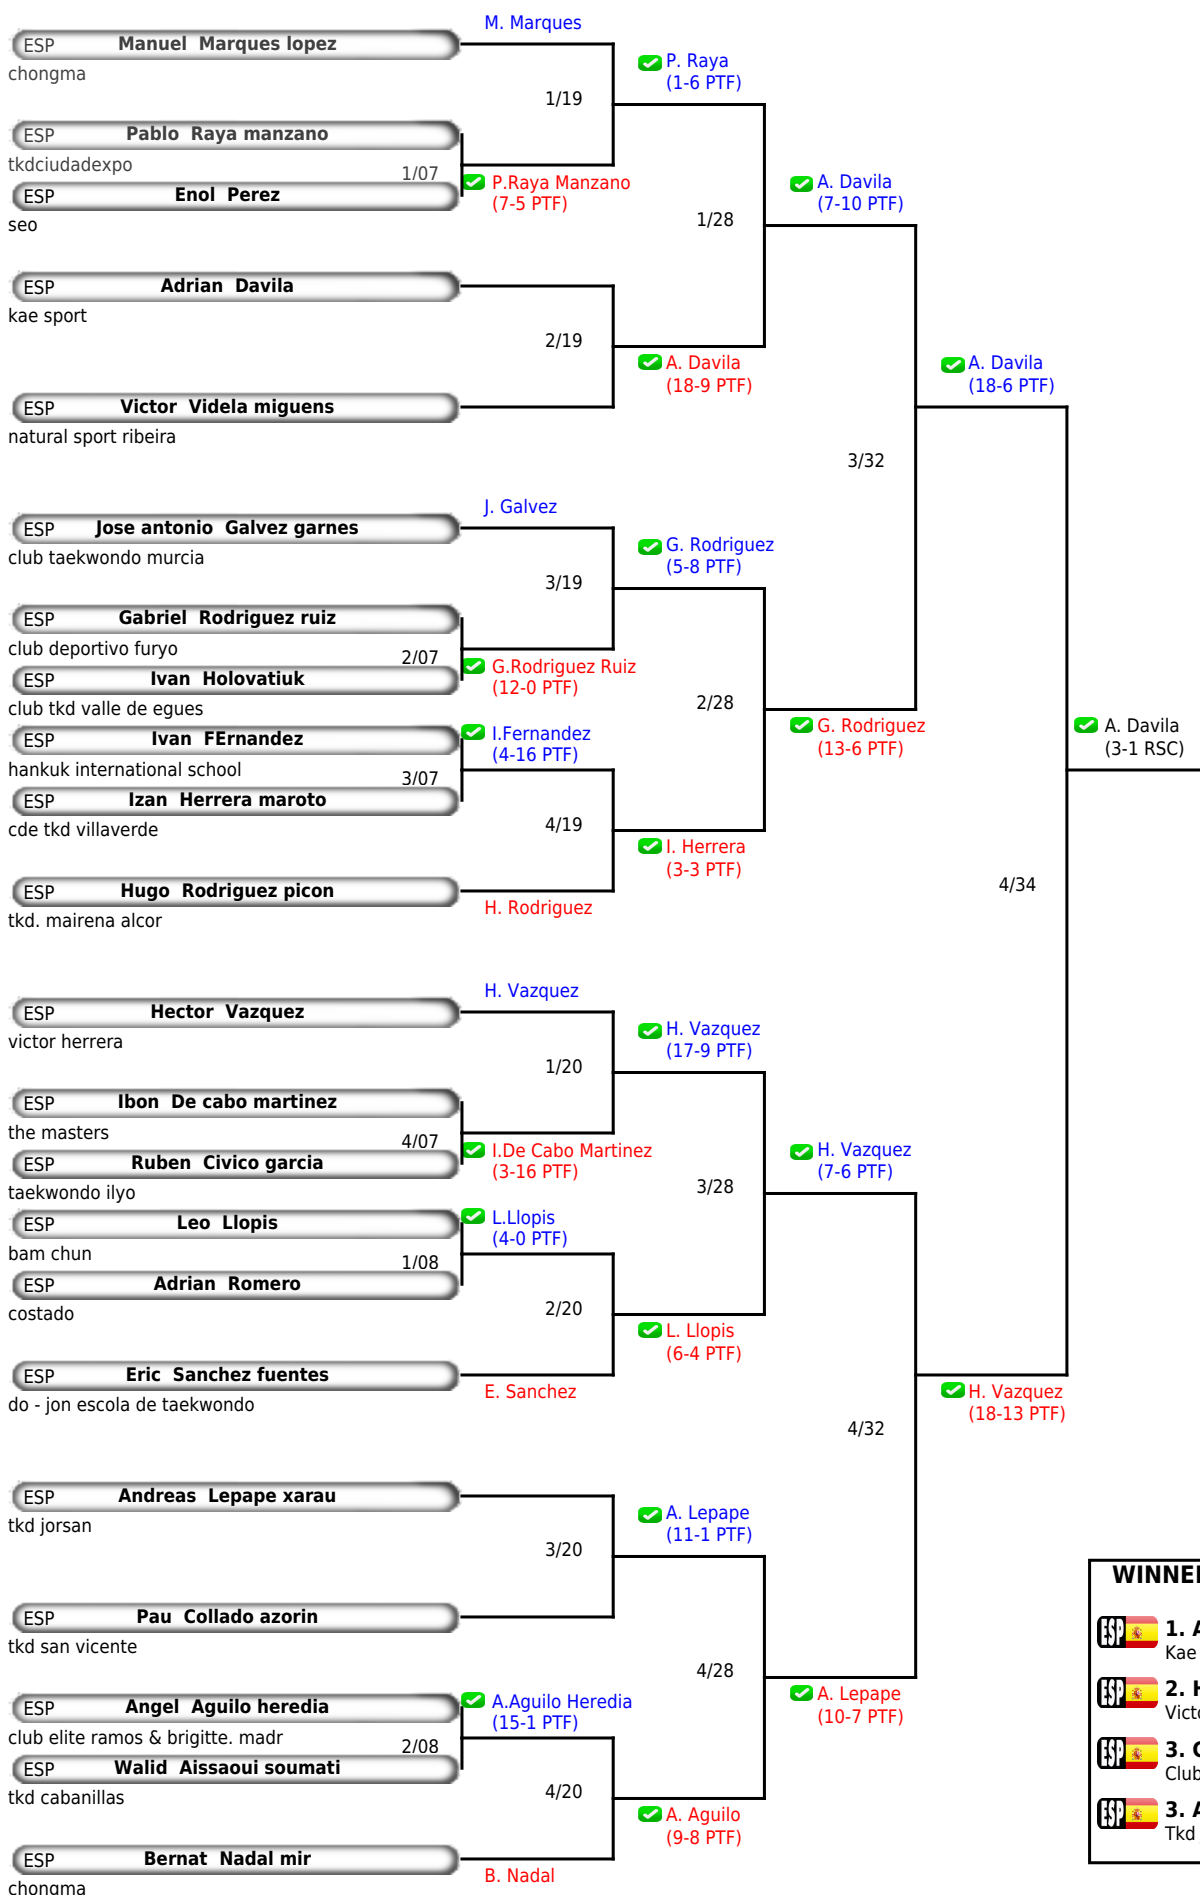 M. Marques
ESP Manuel Marques lopez
chongma
P. Raya
(1-6 PTF)
1/19
ESP Pablo Raya manzano
tkdciudadexpo
1/07
P.Raya Manzano
(7-5 PTF)
ESP Enol Perez
seo
A. Davila
(7-10 PTF)
1/28
ESP Adrian Davila
kae sport
2/19
A. Davila
(18-9 PTF)
A. Davila
(18-6 PTF)
ESP Victor Videla miguens
natural sport ribeira
3/32
J. Galvez
ESP Jose antonio Galvez garnes
club taekwondo murcia
G. Rodriguez
(5-8 PTF)
3/19
ESP Gabriel Rodriguez ruiz
club deportivo furyo
2/07
G.Rodriguez Ruiz
(12-0 PTF)
ESP Ivan Holovatiuk
club tkd valle de egues
2/28
ESP Ivan FErnandez
I.Fernandez
(4-16 PTF)
G. Rodriguez
(13-6 PTF)
A. Davila
(3-1 RSC)
hankuk international school
3/07
ESP Izan Herrera maroto
cde tkd villaverde
4/19
I. Herrera
(3-3 PTF)
ESP Hugo Rodriguez picon
tkd. mairena alcor
H. Rodriguez
4/34
H. Vazquez
ESP Hector Vazquez
victor herrera
H. Vazquez
(17-9 PTF)
1/20
ESP Ibon De cabo martinez
the masters
4/07
I.De Cabo Martinez
(3-16 PTF)
ESP Ruben Civico garcia
taekwondo ilyo
H. Vazquez
(7-6 PTF)
3/28
ESP Leo Llopis
L.Llopis
(4-0 PTF)
bam chun
1/08
ESP Adrian Romero
costado
2/20
L. Llopis
(6-4 PTF)
ESP Eric Sanchez fuentes
do - jon escola de taekwondo
E. Sanchez
H. Vazquez
(18-13 PTF)
4/32
ESP Andreas Lepape xarau
tkd jorsan
A. Lepape
(11-1 PTF)
3/20
ESP Pau Collado azorin
tkd san vicente
4/28
ESP Angel Aguilo heredia
A.Aguilo Heredia
(15-1 PTF)
A. Lepape
(10-7 PTF)
club elite ramos & brigitte. madr
2/08
ESP Walid Aissaoui soumati
tkd cabanillas
4/20
A. Aguilo
(9-8 PTF)
ESP Bernat Nadal mir
chongma
B. Nadal
ESP 1. A
Kae
ESP 2. H
ESP 3.
Club
ESP 3. A
Tkd